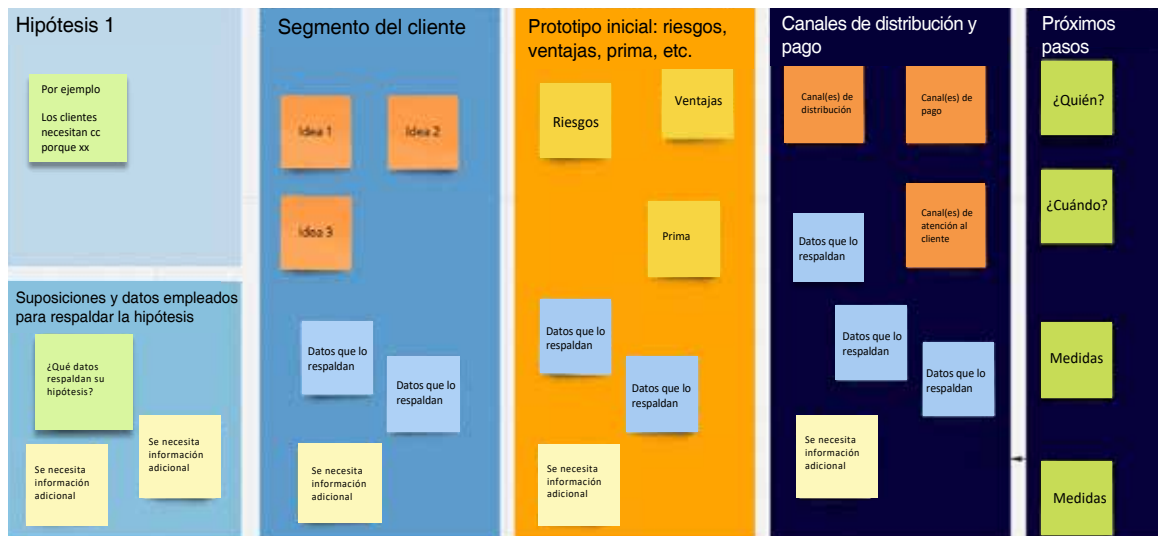 Hipótesis 1
Por ejemplo
Los clientes
necesitan cc
porque xx
Suposiciones y datos empleados
para respaldar la hipótesis
¿Qué datos
respaldan su
hipótesis?
Se necesita
información
adicional
Se necesita
información
adicional
Segmento del cliente
Idea 1
Idea 2
Idea 3
Datos que lo
respaldan
Datos que lo
respaldan
Se necesita
información
adicional
Prototipo inicial: riesgos,
ventajas, prima, etc.
Riesgos
Ventajas
Prima
Datos que lo
respaldan
Datos que lo
respaldan
Se necesita
información
adicional
Canales de distribución y
pago
Canal(es) de
distribución
Canal(es) de
pago
Canal(es) de
atención al
cliente
Datos que lo
respaldan
Datos que lo
respaldan
Datos que lo
respaldan
Se necesita
información
adicional
Próximos
pasos
¿Quién?
¿Cuándo?
Medidas
Medidas